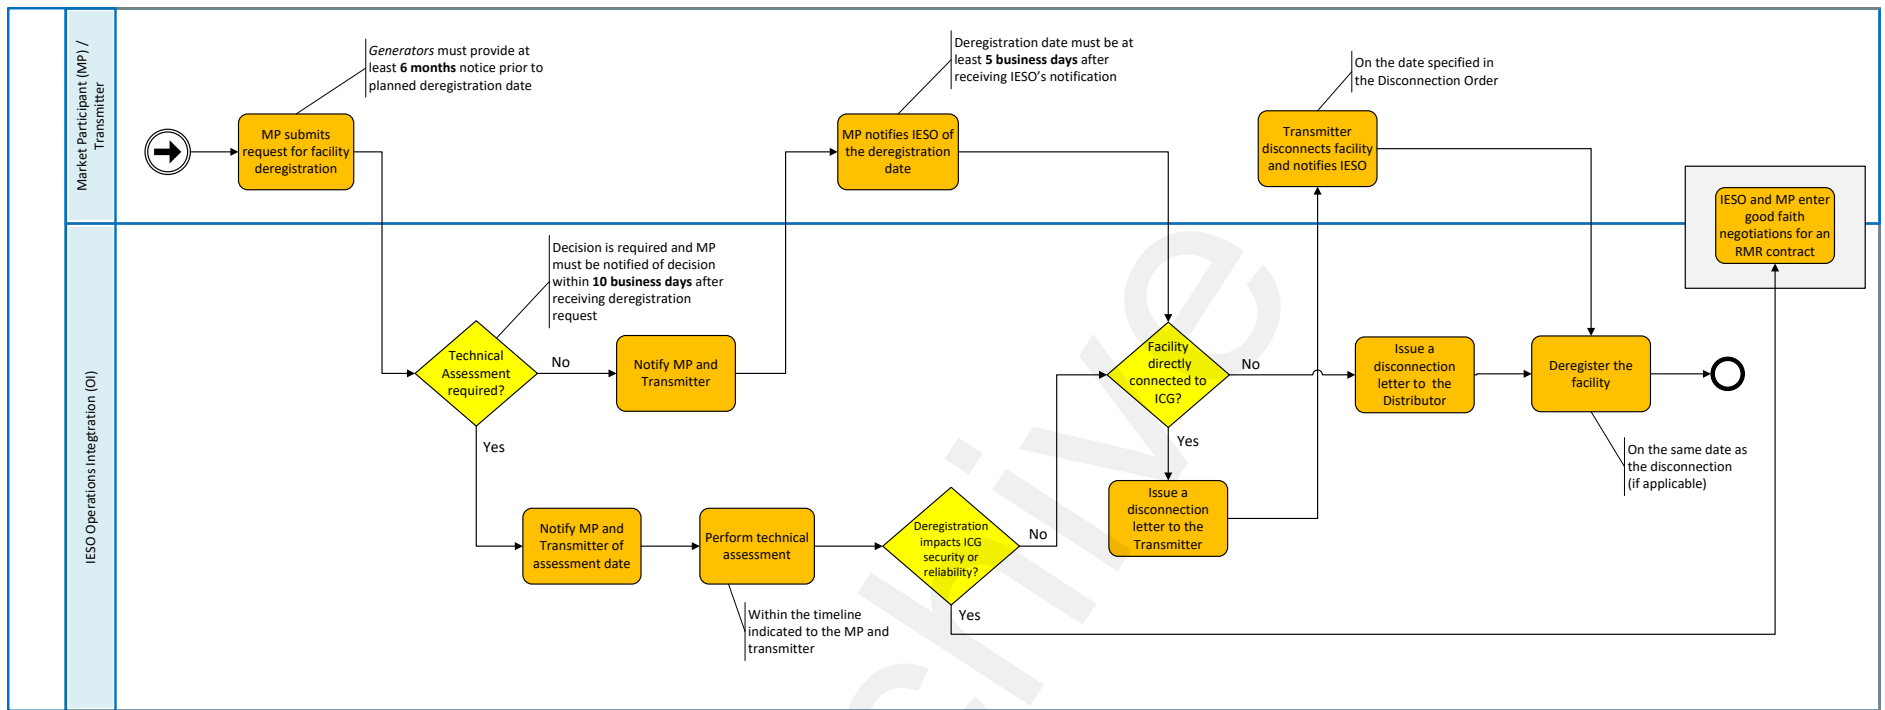 Market Participant (MP) /
Transmitter
Generators must provide at
least 6 months notice prior to
planned deregistration date
MP submits
request for facility
deregistration
Deregistration date must be at
least 5 business days after
receiving IESO's notification
MP notifies IESO of
the deregistration
date
On the date specified in
the Disconnection Order
Transmitter
disconnects facility
and notifies IESO
IESO and MP enter
good faith
negotiations for an
RMR contract
IESO Operations Integtration (OI)
Decision is required and MP
must be notified of decision
within 10 business days after
receiving deregistration
request
Technical
Assessment
required?
No
Notify MP and
Transmitter
Yes
Notify MP and
Transmitter of
assessment date
Perform technical
assessment
Within the timeline
indicated to the MP and
transmitter
Deregistration
impacts ICG
security or
reliability?
No
Yes
Facility
directly
connected to
ICG?
No
Yes
Issue a
disconnection
letter to the
Transmitter
Issue a
disconnection
letter to  the
Distributor
Deregister the
facility
On the same date as
the disconnection
(if applicable)
chive